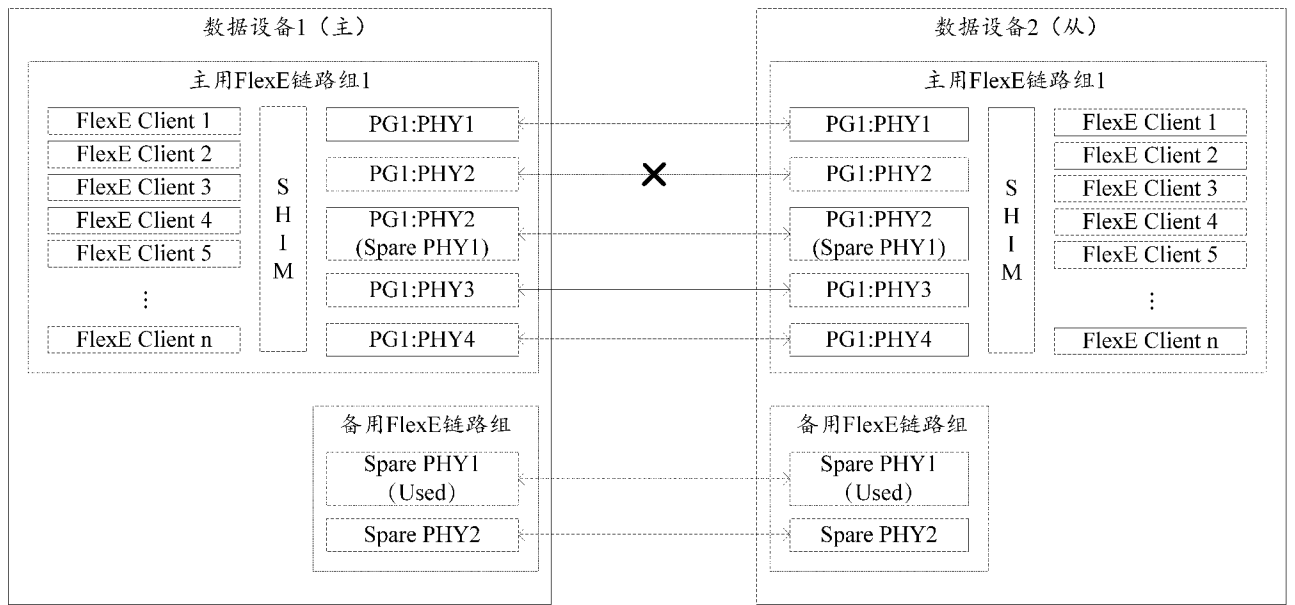 数据设备1（主）
主用FlexE链路组1
FlexE Client 1
FlexE Client 2
FlexE Client 3
FlexE Client 4
FlexE Client 5
⋮
FlexE Client n
S
H
I
M
PG1:PHY1
PG1:PHY2
PG1:PHY2
(Spare PHY1)
PG1:PHY3
PG1:PHY4
备用FlexE链路组
Spare PHY1
（Used）
Spare PHY2
数据设备2（从）
主用FlexE链路组1
PG1:PHY1
PG1:PHY2
PG1:PHY2
(Spare PHY1)
PG1:PHY3
PG1:PHY4
S
H
I
M
FlexE Client 1
FlexE Client 2
FlexE Client 3
FlexE Client 4
FlexE Client 5
⋮
FlexE Client n
备用FlexE链路组
Spare PHY1
（Used）
Spare PHY2